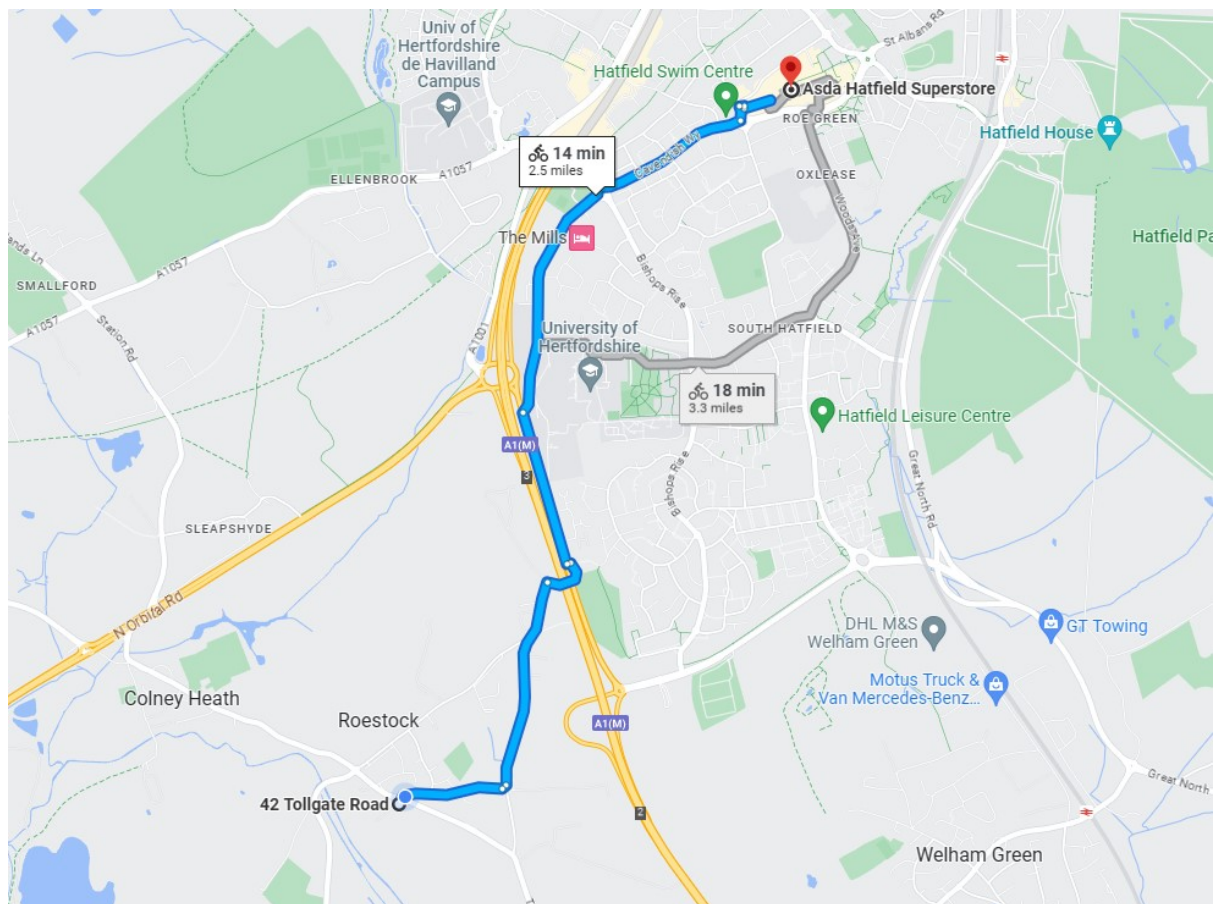 Univ of
Hertfordshire
de Havilland
Campus
St Albans Rd
Hatfield Swim Centre
Asda Hatfield Superstore
ROE GREEN
Hatfield House
14 min
2.5 miles
Cavendish Wy
ELLENBROOK
A1057
OXLEASE
Woods Ave
The Mills
Hatfield Pa
ands Ln
A1057
SMALLFORD
Bishops Rise
A1057
Station Rd
A1001
University of
Hertfordshire
SOUTH HATFIELD
18 min
3.3 miles
Hatfield Leisure Centre
A1(M)
3
Great North Rd
Bishops Rise
SLEAPSHYDE
N Orbital Rd
DHL M&S
Welham Green
GT Towing
Motus Truck &
Van Mercedes-Benz...
Colney Heath
Roestock
A1(M)
Great North
42 Tollgate Road
2
Welham Green